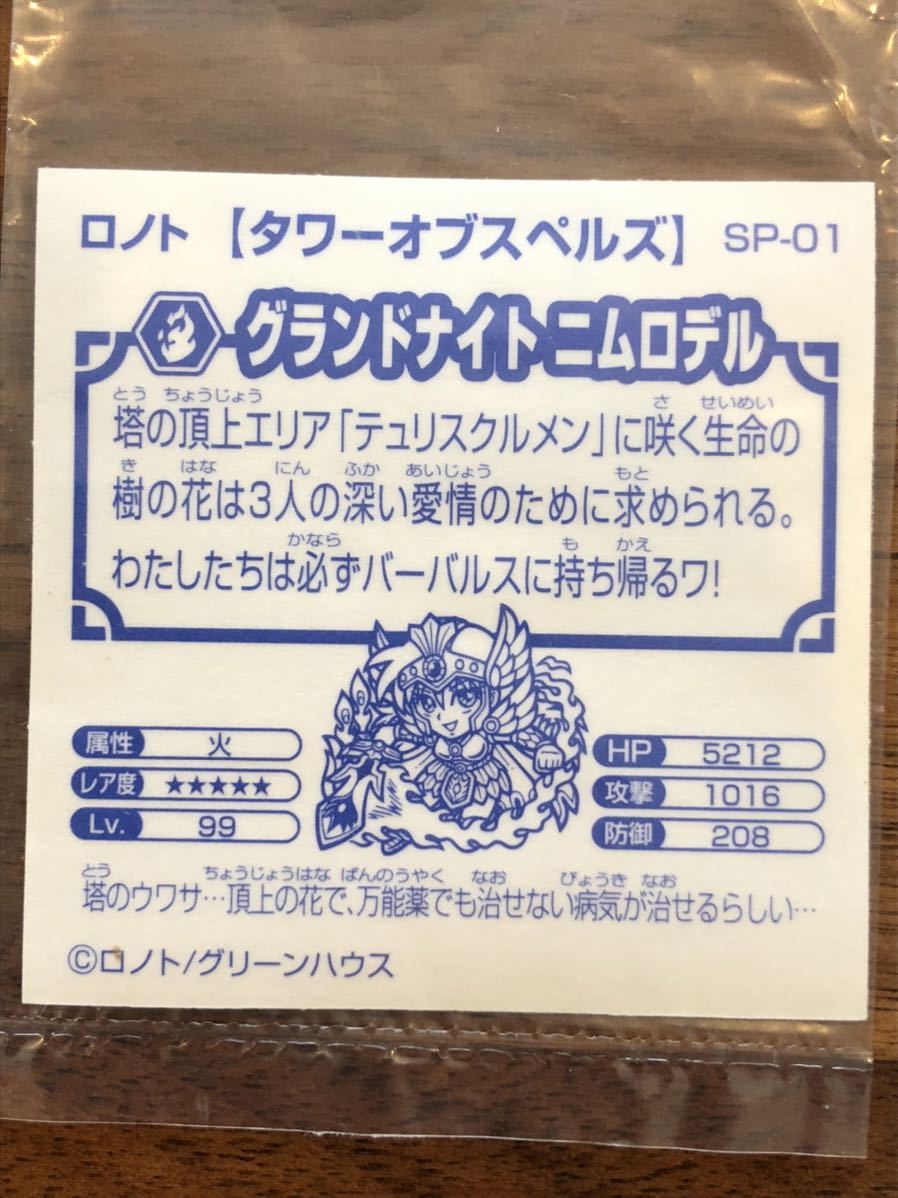 ロノト【タワーオブスペルズ】 SP-01
グランドナイト ニムロデル
とう ちょうじょう さ せいめい
塔の頂上エリア「テュリスクルメン」に咲く生命の
き はな にん ふか あいじょう もと
樹の花は3人の深い愛情のために求められる。
かなら も かえ
わたしたちは必ずバーバルスに持ち帰るワ!
属性 火
レア度 ★★★★★
Lv. 99
HP 5212
攻撃 1016
防御 208
とう ちょうじょうはな ばんのうやく なお びょうき なお
塔のウワサ…頂上の花で、万能薬でも治せない病気が治せるらしい…
©ロノト/グリーンハウス